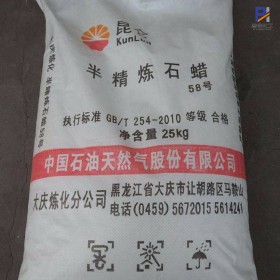 昆仑
KunLun
半精炼石蜡
58号
执行标准 GB/T 254-2010 等级 合格
净含量 25kg
中国石油天然气股份有限公司
大庆炼化分公司
黑龙江省大庆市让胡路区马鞍山
电话(0459) 5672015 5614241